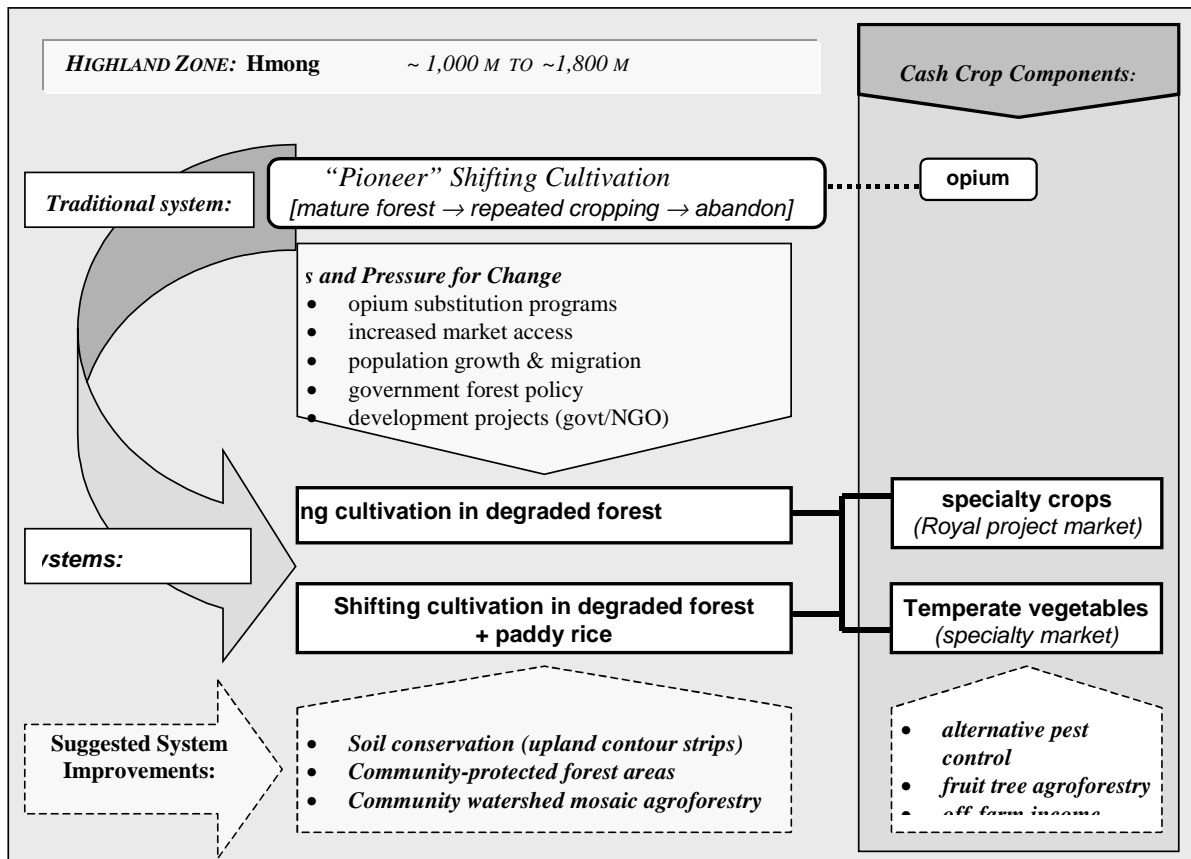 HIGHLAND ZONE: Hmong ~ 1,000 M TO ~1,800 M
Cash Crop Components:
Traditional system:
“Pioneer” Shifting Cultivation
[mature forest → repeated cropping → abandon]
opium
s and Pressure for Change
• opium substitution programs
• increased market access
• population growth & migration
• government forest policy
• development projects (govt/NGO)
ystems:
ng cultivation in degraded forest
specialty crops
(Royal project market)
Shifting cultivation in degraded forest
+ paddy rice
Temperate vegetables
(specialty market)
Suggested System
Improvements:
• Soil conservation (upland contour strips)
• Community-protected forest areas
• Community watershed mosaic agroforestry
• alternative pest
control
• fruit tree agroforestry
• off-farm income